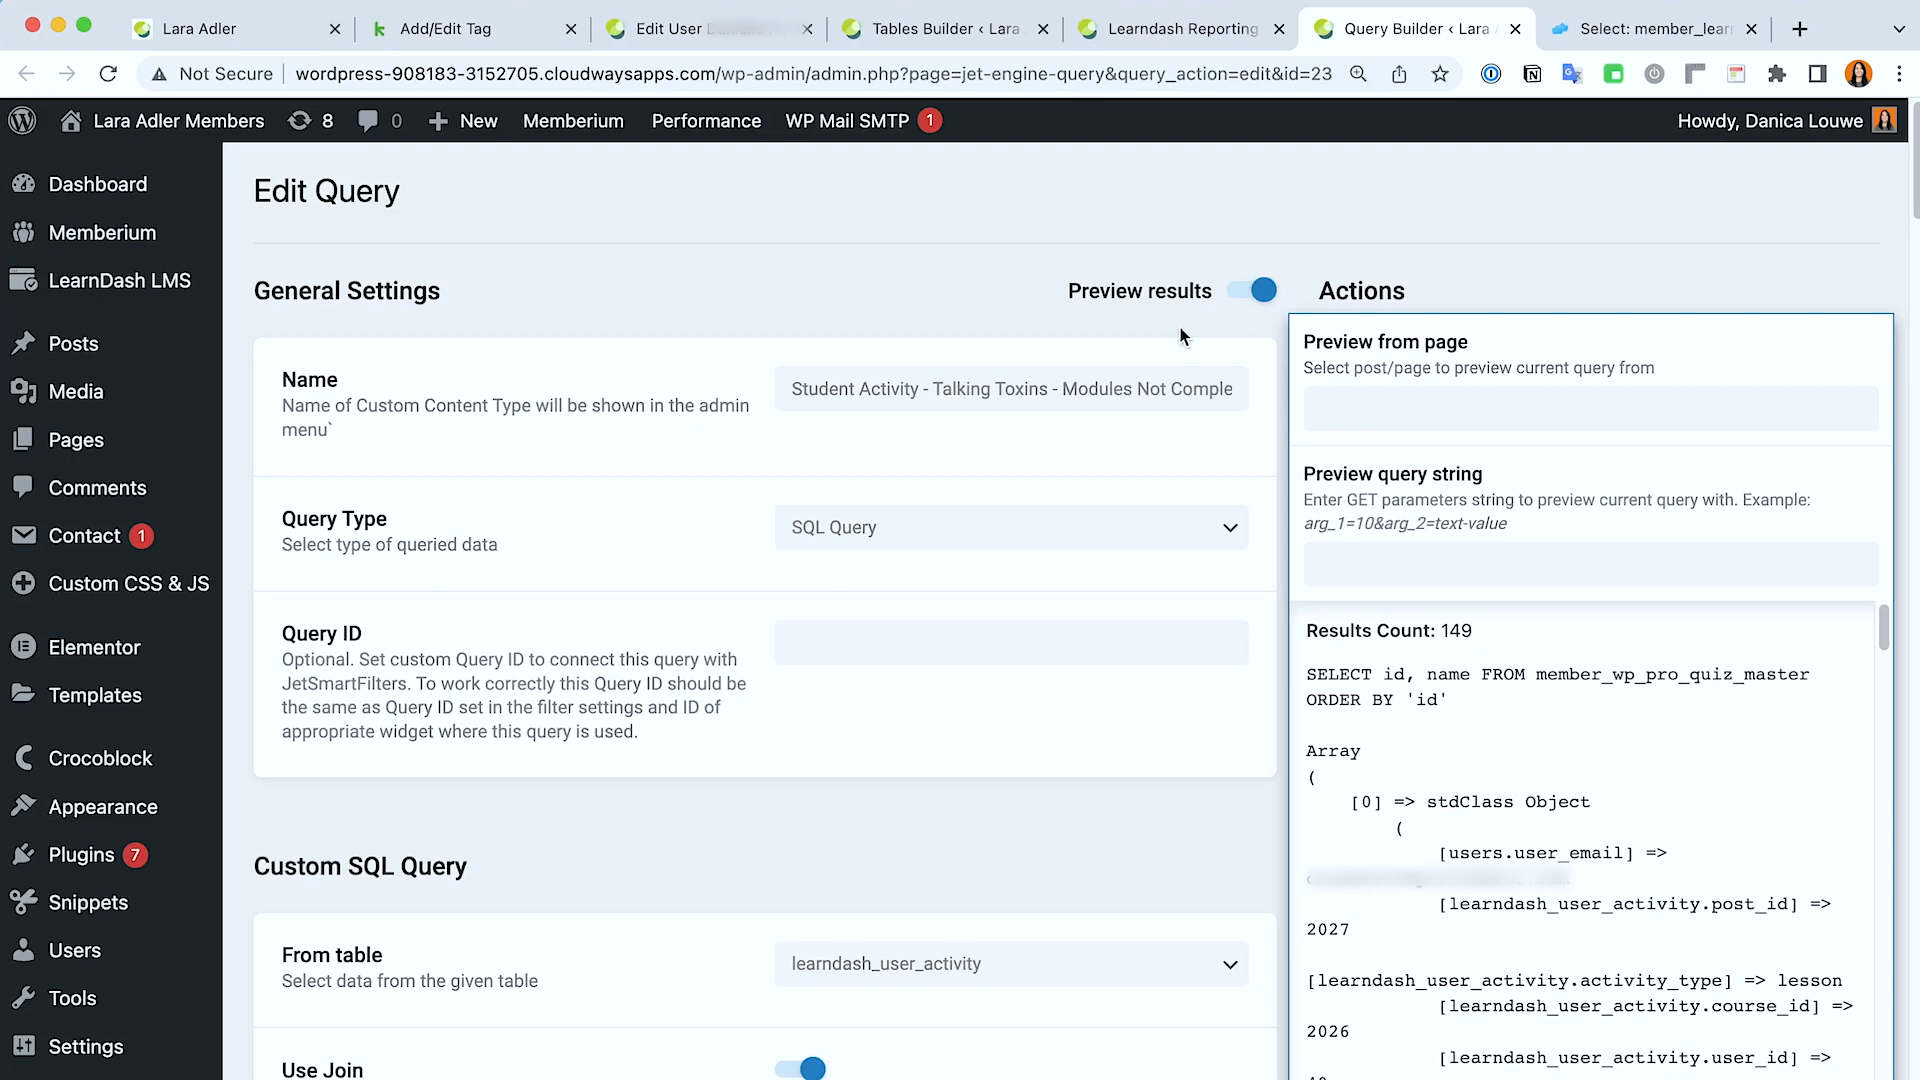 Lara Adler
Add/Edit Tag
Edit User
Tables Builder ‹ Lara
Learndash Reporting
Query Builder ‹ Lara
Select: member_lear
Not Secure
wordpress-908183-3152705.cloudwaysapps.com/wp-admin/admin.php?page=jet-engine-query&query_action=edit&id=23
Lara Adler Members
8
0
New
Memberium
Performance
WP Mail SMTP 1
Howdy, Danica Louwe
Dashboard
Memberium
LearnDash LMS
Posts
Media
Pages
Comments
Contact 1
Custom CSS & JS
Elementor
Templates
Crocoblock
Appearance
Plugins 7
Snippets
Users
Tools
Settings
Edit Query
General Settings
Preview results
Name
Name of Custom Content Type will be shown in the admin
menu`
Student Activity - Talking Toxins - Modules Not Comple
Query Type
Select type of queried data
SQL Query
Query ID
Optional. Set custom Query ID to connect this query with
JetSmartFilters. To work correctly this Query ID should be
the same as Query ID set in the filter settings and ID of
appropriate widget where this query is used.
Custom SQL Query
From table
Select data from the given table
learndash_user_activity
Use Join
Actions
Preview from page
Select post/page to preview current query from
Preview query string
Enter GET parameters string to preview current query with. Example:
arg_1=10&arg_2=text-value
Results Count: 149
SELECT id, name FROM member_wp_pro_quiz_master
ORDER BY 'id'
Array
(
[0] => stdClass Object
(
[users.user_email] =>
[learndash_user_activity.post_id] =>
2027
[learndash_user_activity.activity_type] => lesson
[learndash_user_activity.course_id] =>
2026
[learndash_user_activity.user_id] =>